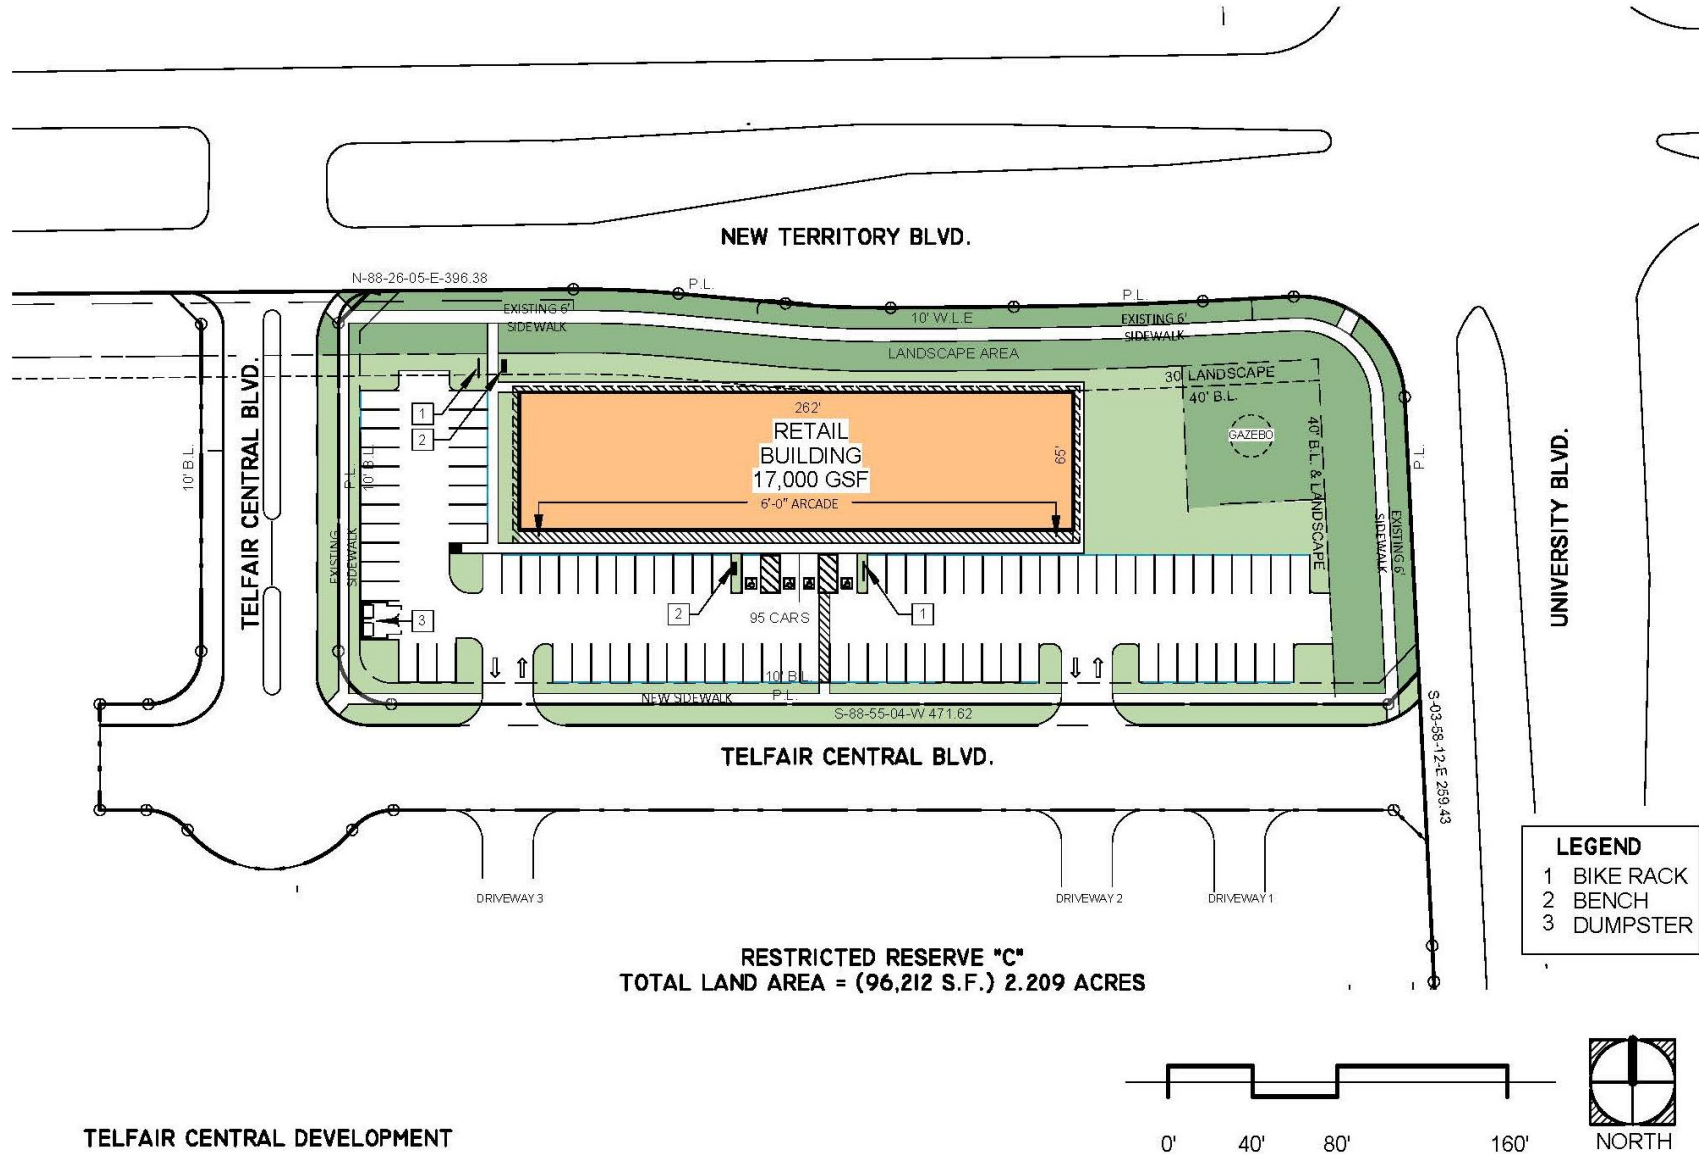 NEW TERRITORY BLVD.
N-88-26-05-E-396.38
P.L.
P.L.
EXISTING 6'
SIDEWALK
10' W.L.E
EXISTING 6'
SIDEWALK
LANDSCAPE AREA
30' LANDSCAPE
40' B.L.
GAZEBO
40' B.L. & LANDSCAPE
EXISTING 6'
SIDEWALK
P.L.
UNIVERSITY BLVD.
TELFAIR CENTRAL BLVD.
10' B.L.
P.L.
10' B.L.
EXISTING
SIDEWALK
1
2
262'
RETAIL
BUILDING
17,000 GSF
65'
6'-0" ARCADE
3
2
95 CARS
1
10' B.L.
P.L.
NEW SIDEWALK
S-88-55-04-W 471.62
TELFAIR CENTRAL BLVD.
S-03-58-12-E 259.43
DRIVEWAY 3
DRIVEWAY 2
DRIVEWAY 1
LEGEND
1 BIKE RACK
2 BENCH
3 DUMPSTER
RESTRICTED RESERVE "C"
TOTAL LAND AREA = (96,212 S.F.) 2.209 ACRES
TELFAIR CENTRAL DEVELOPMENT
0' 40' 80' 160'
NORTH